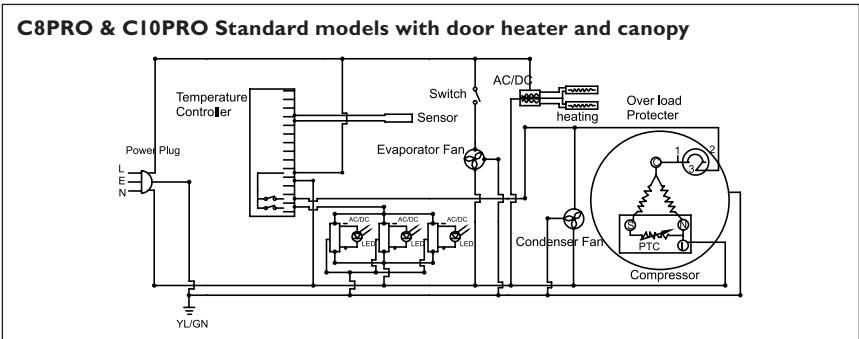 C8PRO & C10PRO Standard models with door heater and canopy
AC/DC
Switch
Temperature
Controller
Sensor
heating
Over load
Protecter
Power Plug
Evaporator Fan
1
2
3
L
E
N
AC/DC
AC/DC
AC/DC
LED
LED
LED
S
N
PTC
L
Condenser Fan
Compressor
YL/GN